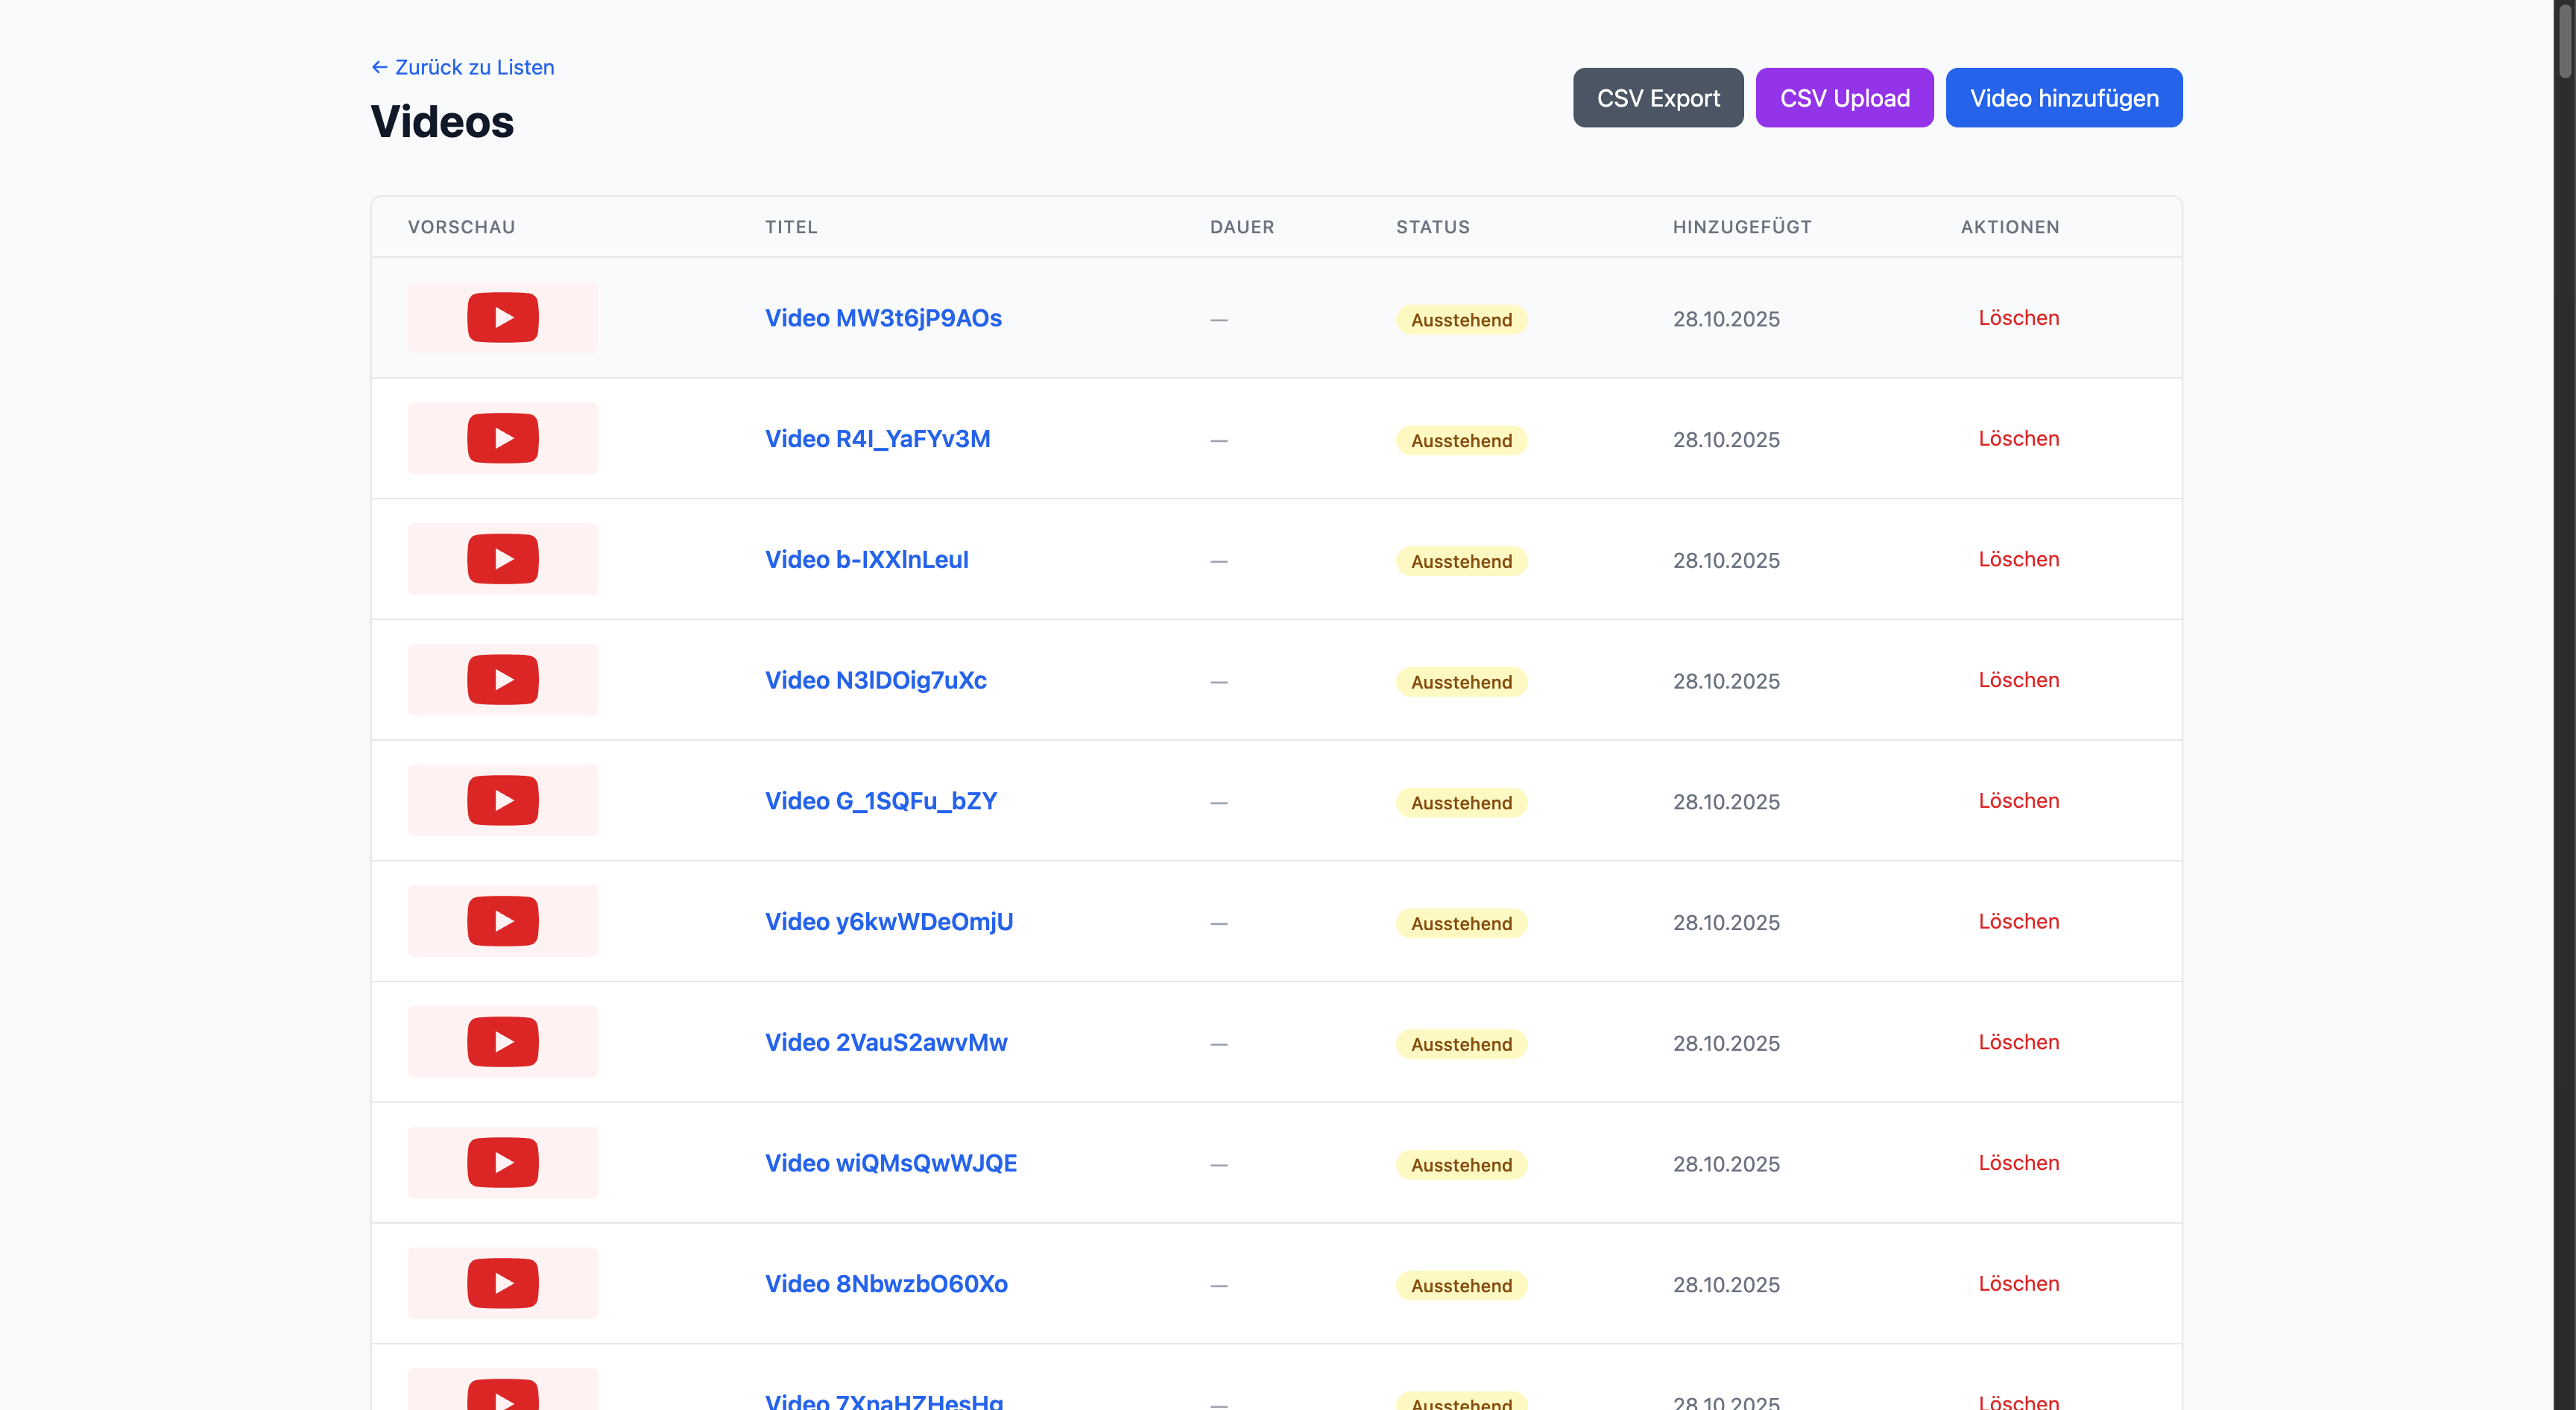 ← Zurück zu Listen
Videos
CSV Export
CSV Upload
Video hinzufügen
VORSCHAU TITEL DAUER STATUS HINZUGEFÜGT AKTIONEN
Video MW3t6jP9AOs — Ausstehend 28.10.2025 Löschen
Video R4I_YaFYv3M — Ausstehend 28.10.2025 Löschen
Video b-IXXlnLeuI — Ausstehend 28.10.2025 Löschen
Video N3lDOig7uXc — Ausstehend 28.10.2025 Löschen
Video G_1SQFu_bZY — Ausstehend 28.10.2025 Löschen
Video y6kwWDeOmjU — Ausstehend 28.10.2025 Löschen
Video 2VauS2awvMw — Ausstehend 28.10.2025 Löschen
Video wiQMsQwWJQE — Ausstehend 28.10.2025 Löschen
Video 8NbwzbO60Xo — Ausstehend 28.10.2025 Löschen
Video 7XnaHZHesHg — Ausstehend 28.10.2025 Löschen